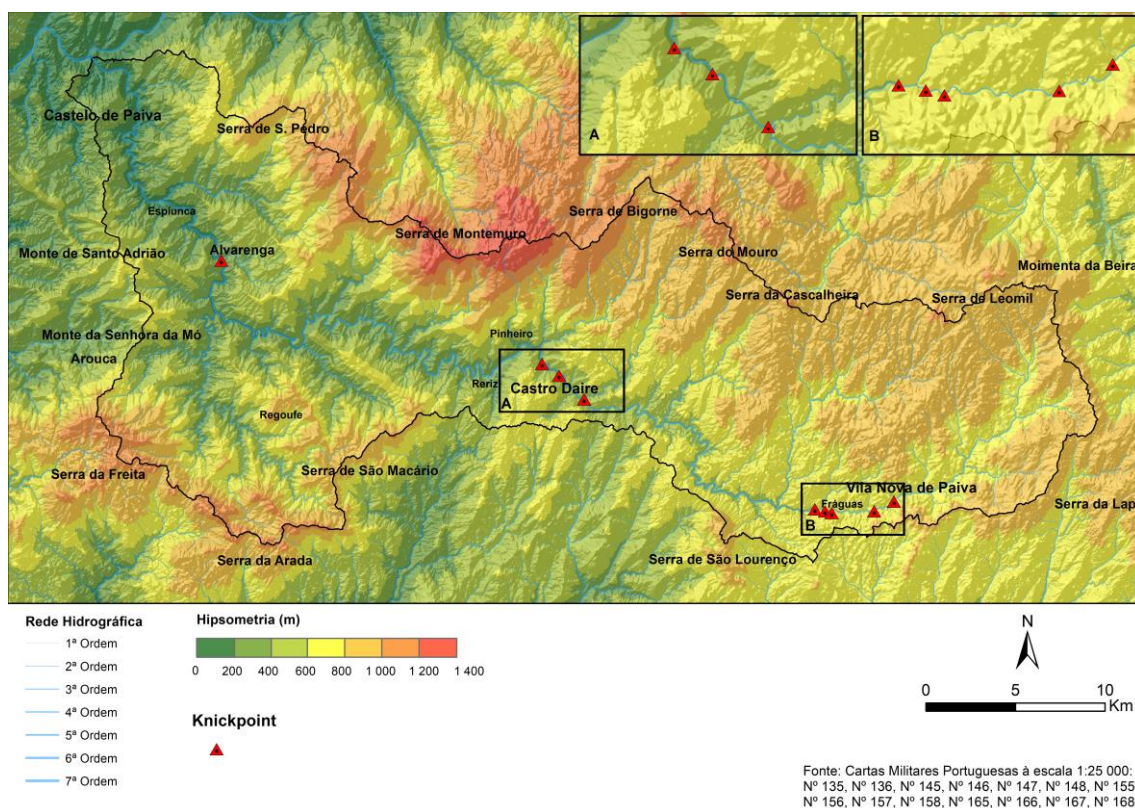 A
B
Castelo de Paiva
Serra de S. Pedro
Espiunca
Serra de Bigorne
Serra de Montemuro
Monte de Santo Adrião
Alvarenga
Serra do Mouro
Moimenta da Beira
Serra da Cascalheira
Serra de Leomil
Monte da Senhora da Mó
Pinheiro
Arouca
Reriz
Castro Daire
A
Regoufe
Serra da Freita
Serra de São Macário
Vila Nova de Paiva
Fráguas
B
Serra da Lap
Serra da Arada
Serra de São Lourenço
Rede Hidrográfica
1ª Ordem
2ª Ordem
3ª Ordem
4ª Ordem
5ª Ordem
6ª Ordem
7ª Ordem
Hipsometria (m)
0 200 400 600 800 1 000 1 200 1 400
Knickpoint
N
0 5 10
Km
Fonte: Cartas Militares Portuguesas à escala 1:25 000:
Nº 135, Nº 136, Nº 145, Nº 146, Nº 147, Nº 148, Nº 155
Nº 156, Nº 157, Nº 158, Nº 165, Nº 166, Nº 167, Nº 168